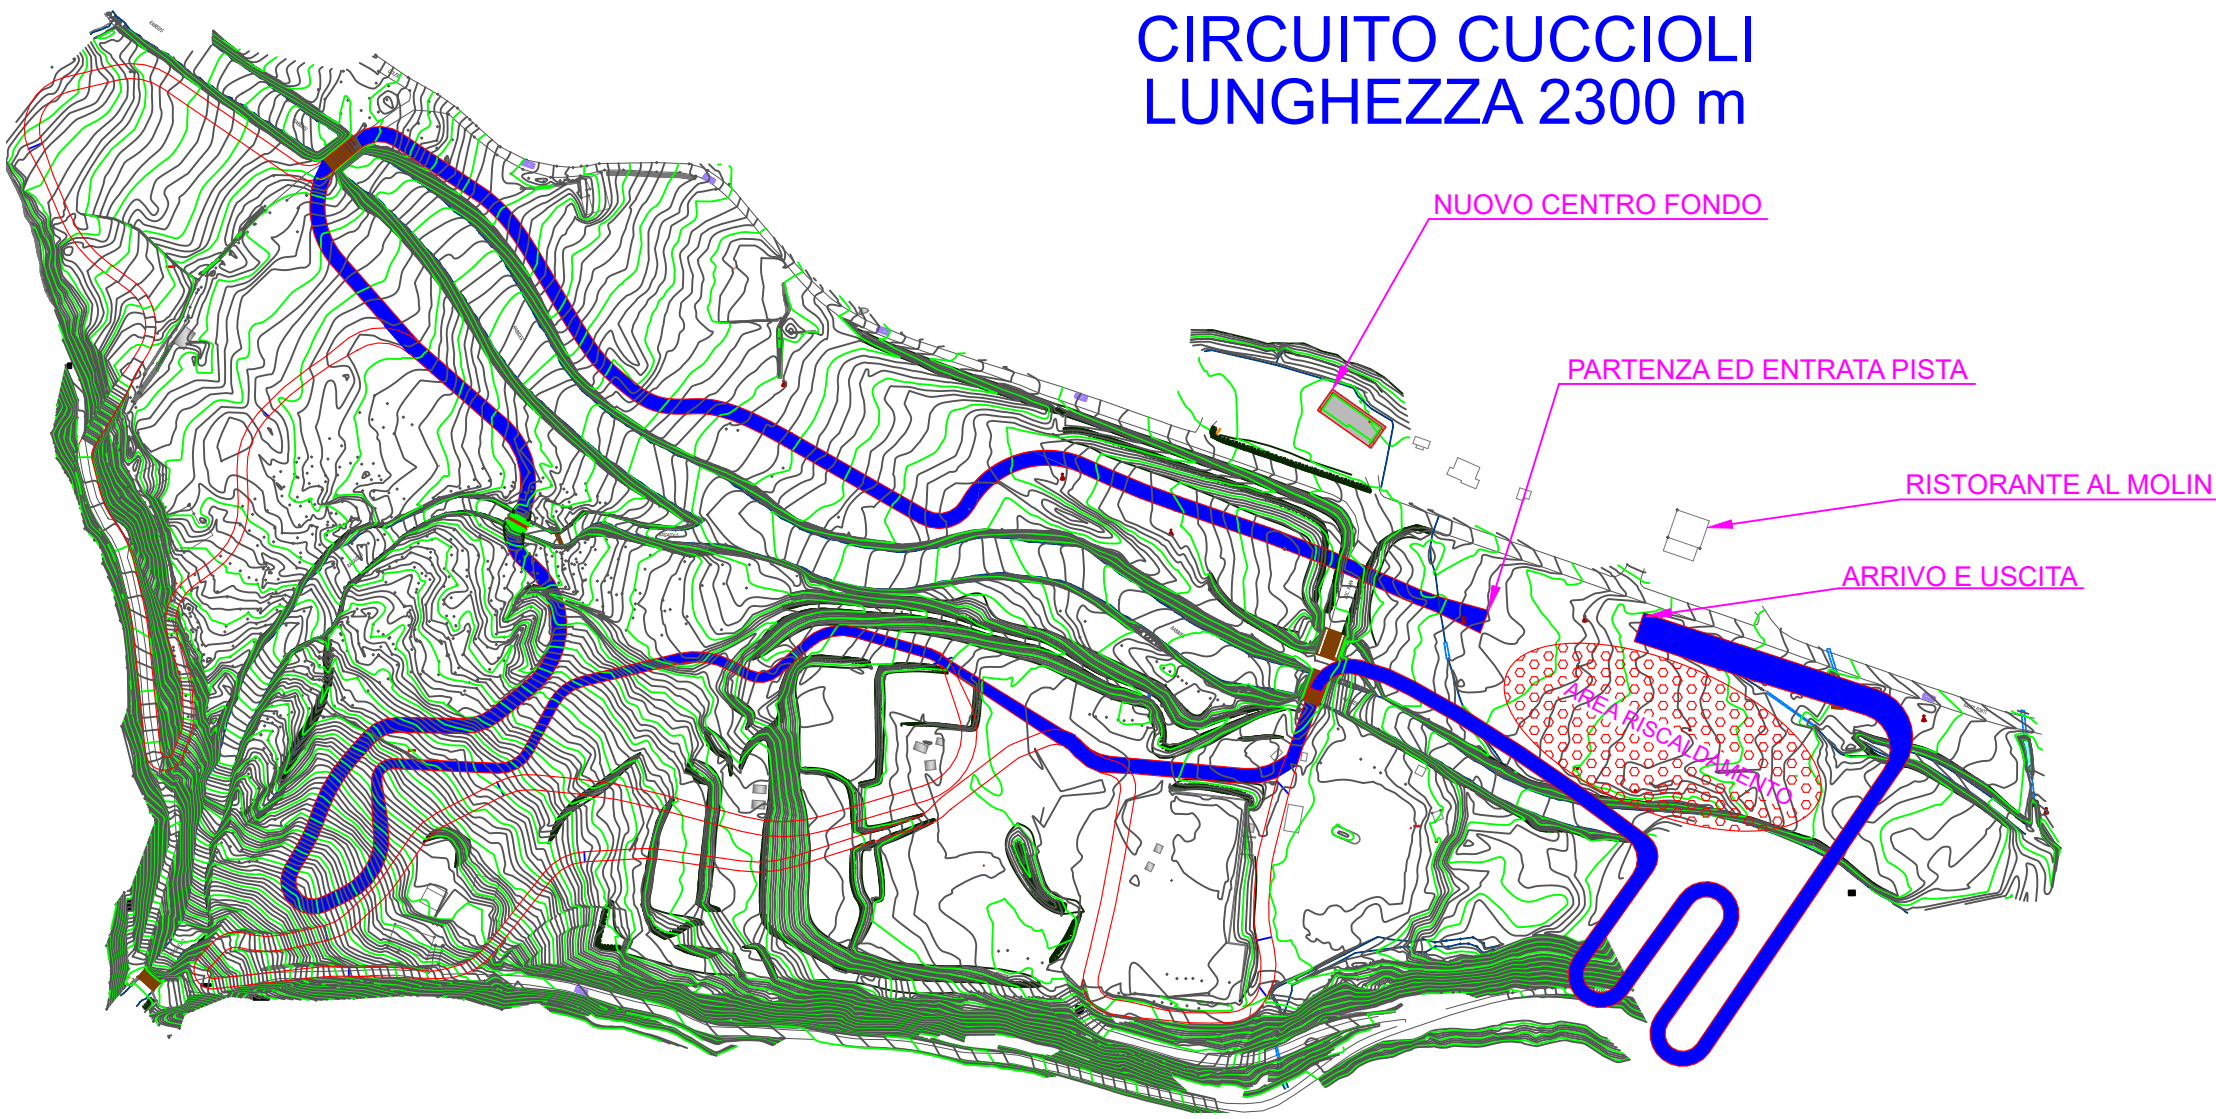 CIRCUITO CUCCIOLI
LUNGHEZZA 2300 m
NUOVO CENTRO FONDO
PARTENZA ED ENTRATA PISTA
RISTORANTE AL MOLIN
ARRIVO E USCITA
AREA RISCALDAMENTO